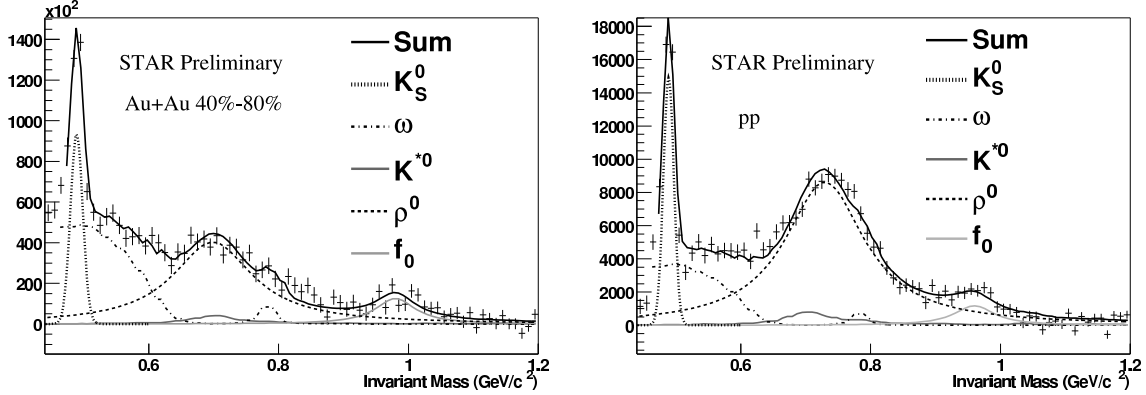 x10²
1400
1200
1000
800
600
400
200
0
0.6
0.8
1
1.2
Invariant Mass (GeV/c²)
STAR Preliminary
Au+Au 40%-80%
Sum
K⁰S
ω
K*⁰
ρ⁰
f₀
18000
16000
14000
12000
10000
8000
6000
4000
2000
0
0.6
0.8
1
1.2
Invariant Mass (GeV/c²)
STAR Preliminary
pp
Sum
K⁰S
ω
K*⁰
ρ⁰
f₀